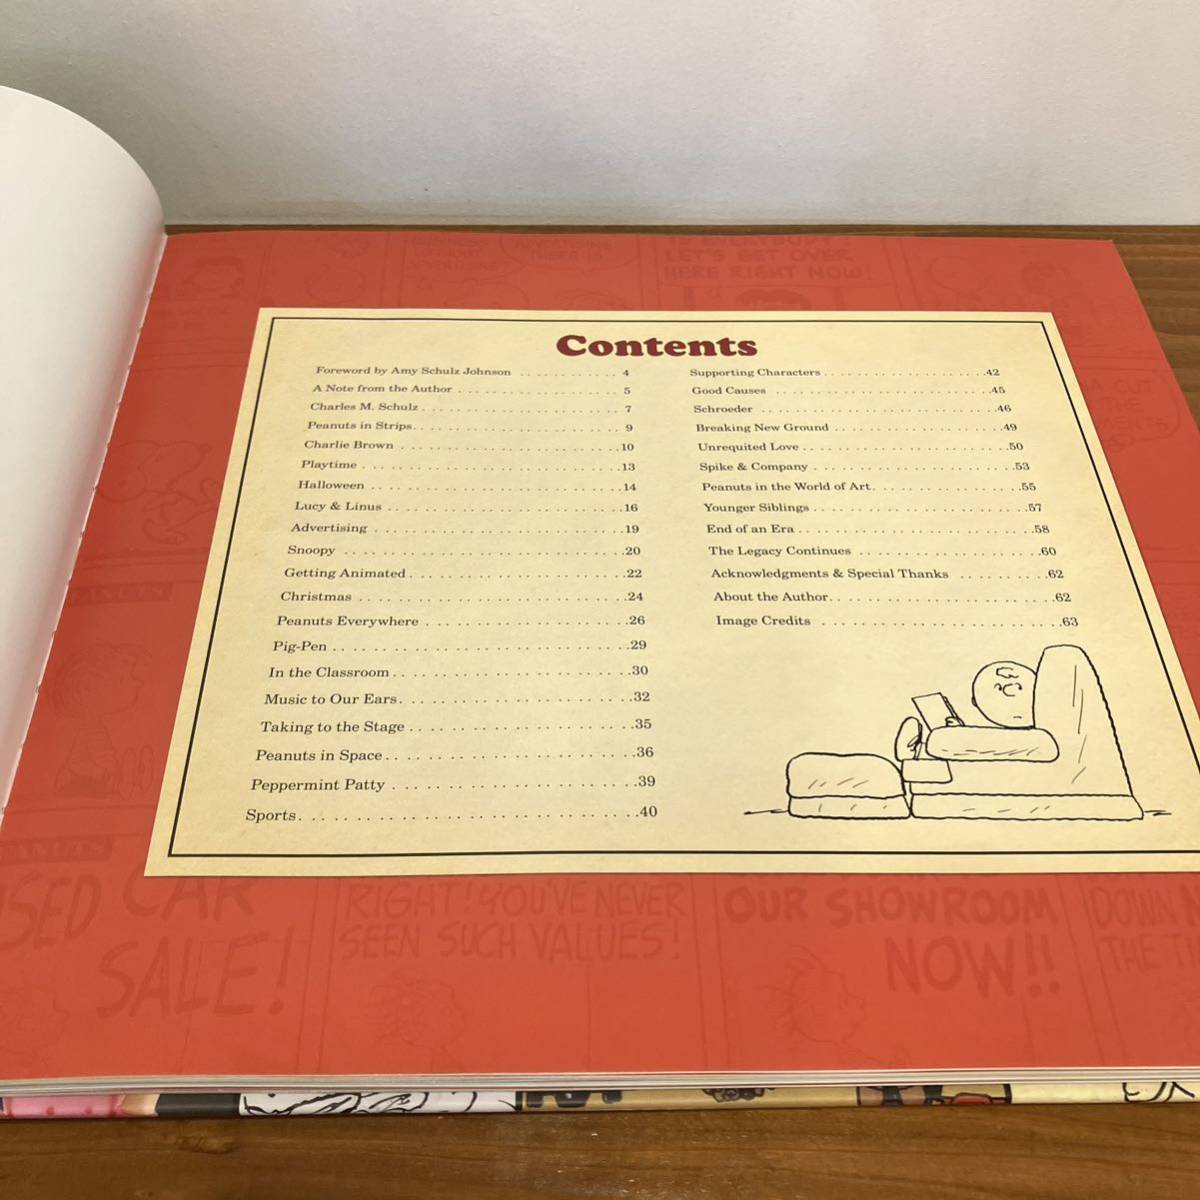 LET'S GET OVER
HERE RIGHT NOW!
Contents
Foreword by Amy Schulz Johnson . . . . . . . . . . . 4
A Note from the Author . . . . . . . . . . . . . . . . . . 5
Charles M. Schulz . . . . . . . . . . . . . . . . . . . . . . 7
Peanuts in Strips. . . . . . . . . . . . . . . . . . . . . . . 9
Charlie Brown . . . . . . . . . . . . . . . . . . . . . . . .10
Playtime . . . . . . . . . . . . . . . . . . . . . . . . . . . .13
Halloween . . . . . . . . . . . . . . . . . . . . . . . . . . .14
Lucy & Linus . . . . . . . . . . . . . . . . . . . . . . . . .16
Advertising . . . . . . . . . . . . . . . . . . . . . . . . . .19
Snoopy . . . . . . . . . . . . . . . . . . . . . . . . . . . . .20
Getting Animated . . . . . . . . . . . . . . . . . . . . . .22
Christmas . . . . . . . . . . . . . . . . . . . . . . . . . . .24
Peanuts Everywhere . . . . . . . . . . . . . . . . . . . .26
Pig-Pen . . . . . . . . . . . . . . . . . . . . . . . . . . . . .29
In the Classroom . . . . . . . . . . . . . . . . . . . . . . .30
Music to Our Ears. . . . . . . . . . . . . . . . . . . . . .32
Taking to the Stage . . . . . . . . . . . . . . . . . . . . .35
Peanuts in Space . . . . . . . . . . . . . . . . . . . . . . .36
Peppermint Patty . . . . . . . . . . . . . . . . . . . . . .39
Sports. . . . . . . . . . . . . . . . . . . . . . . . . . . . . .40
Supporting Characters . . . . . . . . . . . . . . . . . . .42
Good Causes . . . . . . . . . . . . . . . . . . . . . . . . .45
Schroeder . . . . . . . . . . . . . . . . . . . . . . . . . . .46
Breaking New Ground . . . . . . . . . . . . . . . . . . .49
Unrequited Love . . . . . . . . . . . . . . . . . . . . . . .50
Spike & Company . . . . . . . . . . . . . . . . . . . . . .53
Peanuts in the World of Art. . . . . . . . . . . . . . . .55
Younger Siblings . . . . . . . . . . . . . . . . . . . . . . .57
End of an Era . . . . . . . . . . . . . . . . . . . . . . . . .58
The Legacy Continues . . . . . . . . . . . . . . . . . . .60
Acknowledgments & Special Thanks . . . . . . . . .62
About the Author. . . . . . . . . . . . . . . . . . . . . . .62
Image Credits . . . . . . . . . . . . . . . . . . . . . . . .63
CAR
SALE!
RIGHT! YOU'VE NEVER
SEEN SUCH VALUES!
OUR SHOWROOM
NOW!!
DOWN